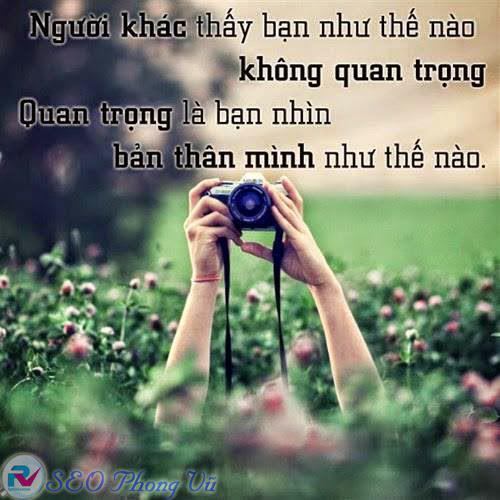 Người khác thấy bạn như thế nào
không quan trọng
Quan trọng là bạn nhìn
bản thân mình như thế nào.
PV SEO Phong Vũ